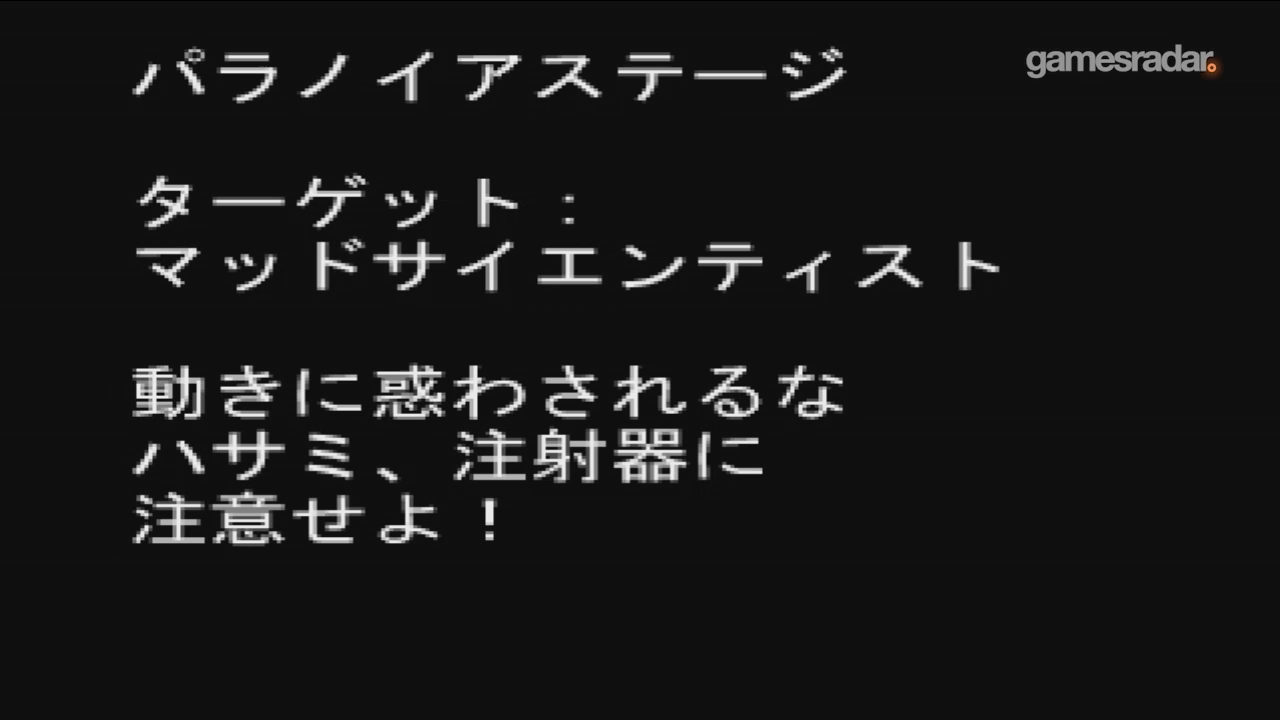 パラノイアステージ
gamesradar.
ターゲット：
マッドサイエンティスト
動きに惑わされるな
ハサミ、注射器に
注意せよ！